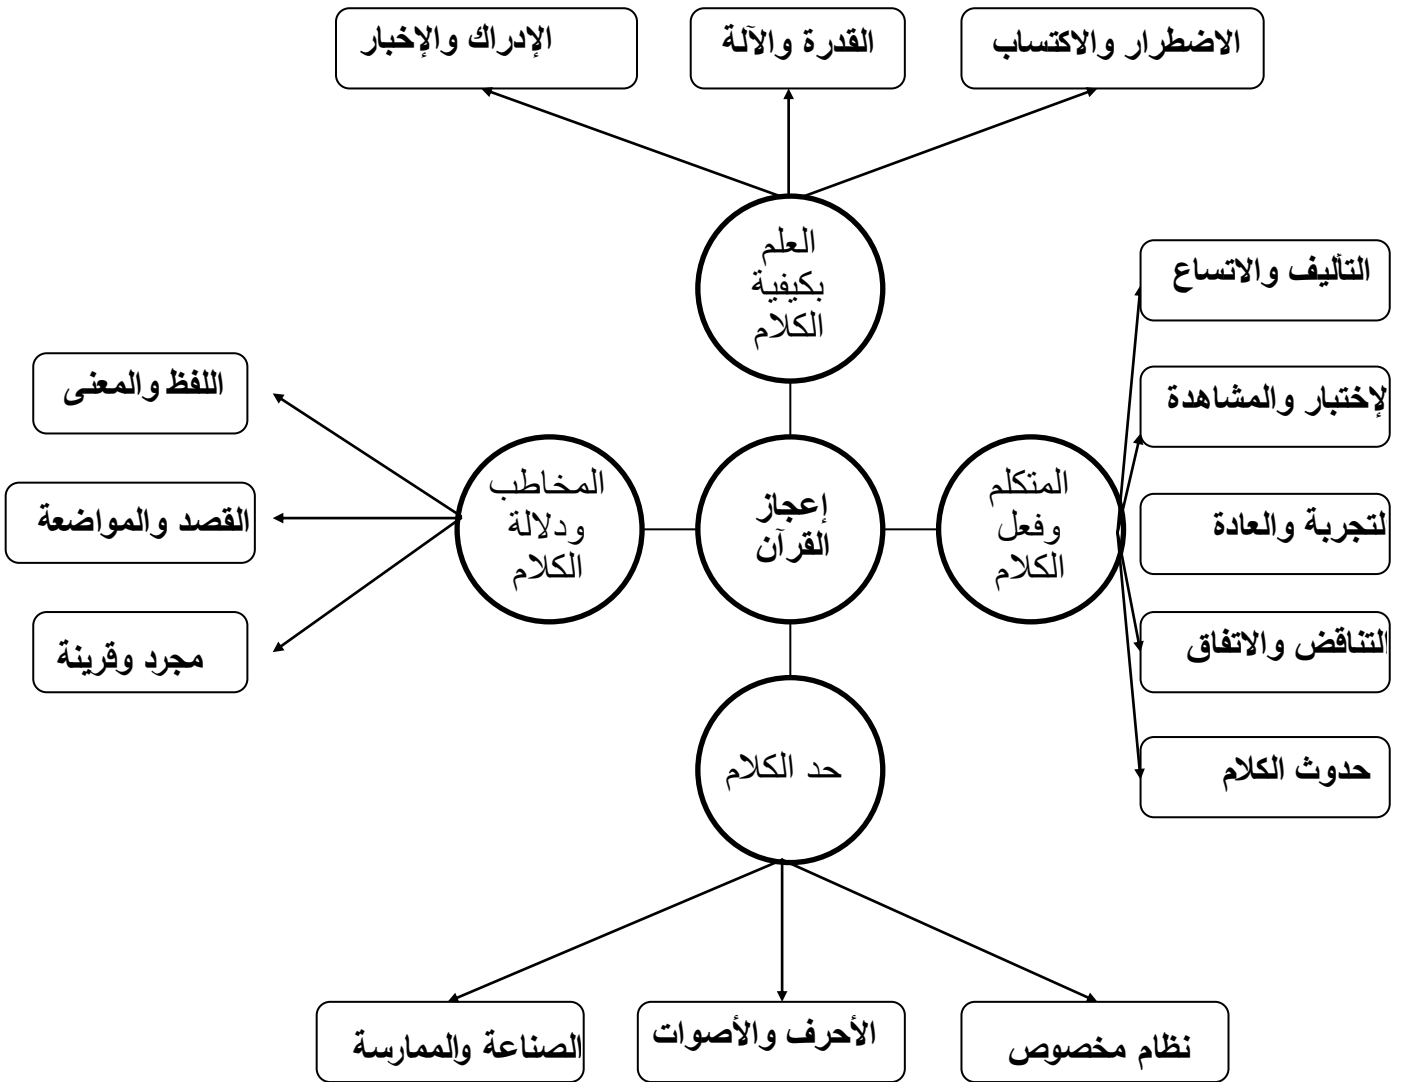 الاضطرار والاكتساب
القدرة والآلة
الإدراك والإخبار
العلم
بكيفية
الكلام
التأليف والاتساع
لإختبار والمشاهدة
لتجربة والعادة
التناقض والاتفاق
حدوث الكلام
المتكلم
وفعل
الكلام
إعجاز
القرآن
المخاطب
ودلالة
الكلام
اللفظ والمعنى
القصد والمواضعة
مجرد وقرينة
حد الكلام
نظام مخصوص
الأحرف والأصوات
الصناعة والممارسة